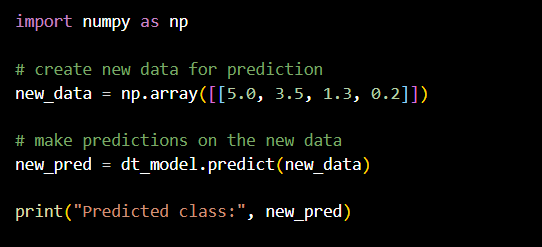 import numpy as np
# create new data for prediction
new_data = np.array([[5.0, 3.5, 1.3, 0.2]])
# make predictions on the new data
new_pred = dt_model.predict(new_data)
print("Predicted class:", new_pred)